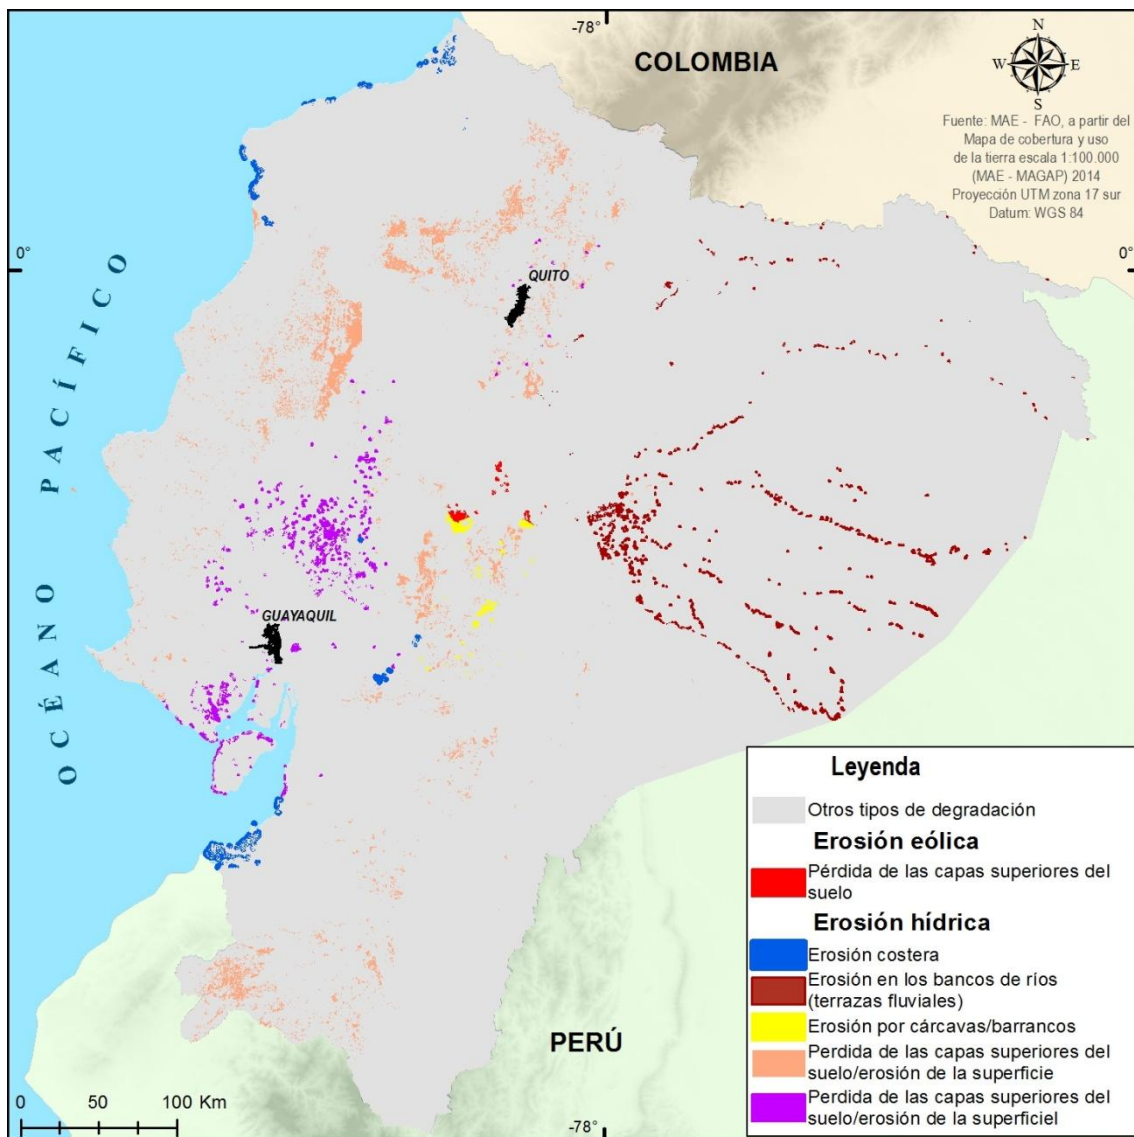 -78°
COLOMBIA
N
W E
S
Fuente: MAE - FAO, a partir del
Mapa de cobertura y uso
de la tierra escala 1:100.000
(MAE - MAGAP) 2014
Proyección UTM zona 17 sur
Datum: WGS 84
0°
0°
OCÉANO PACÍFICO
QUITO
GUAYAQUIL
PERÚ
Leyenda
Otros tipos de degradación
Erosión eólica
Pérdida de las capas superiores del
suelo
Erosión hídrica
Erosión costera
Erosión en los bancos de ríos
(terrazas fluviales)
Erosión por cárcavas/barrancos
Perdida de las capas superiores del
suelo/erosión de la superficie
Perdida de las capas superiores del
suelo/erosión de la superficiel
0 50 100 Km
-78°